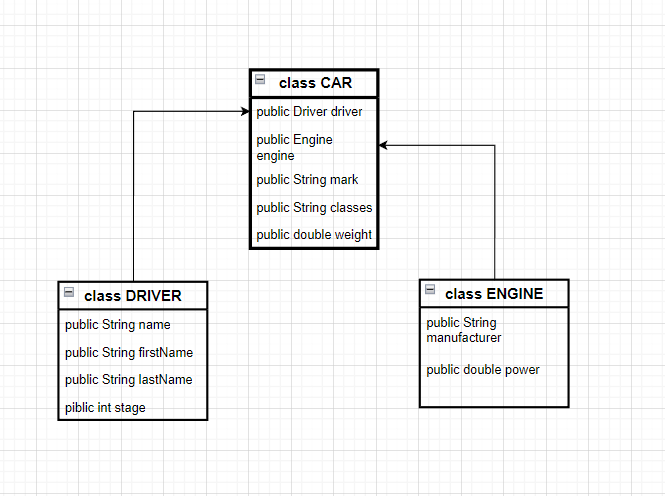 class CAR
public Driver driver
public Engine
engine
public String mark
public String classes
public double weight
class DRIVER
public String name
public String firstName
public String lastName
piblic int stage
class ENGINE
public String
manufacturer
public double power